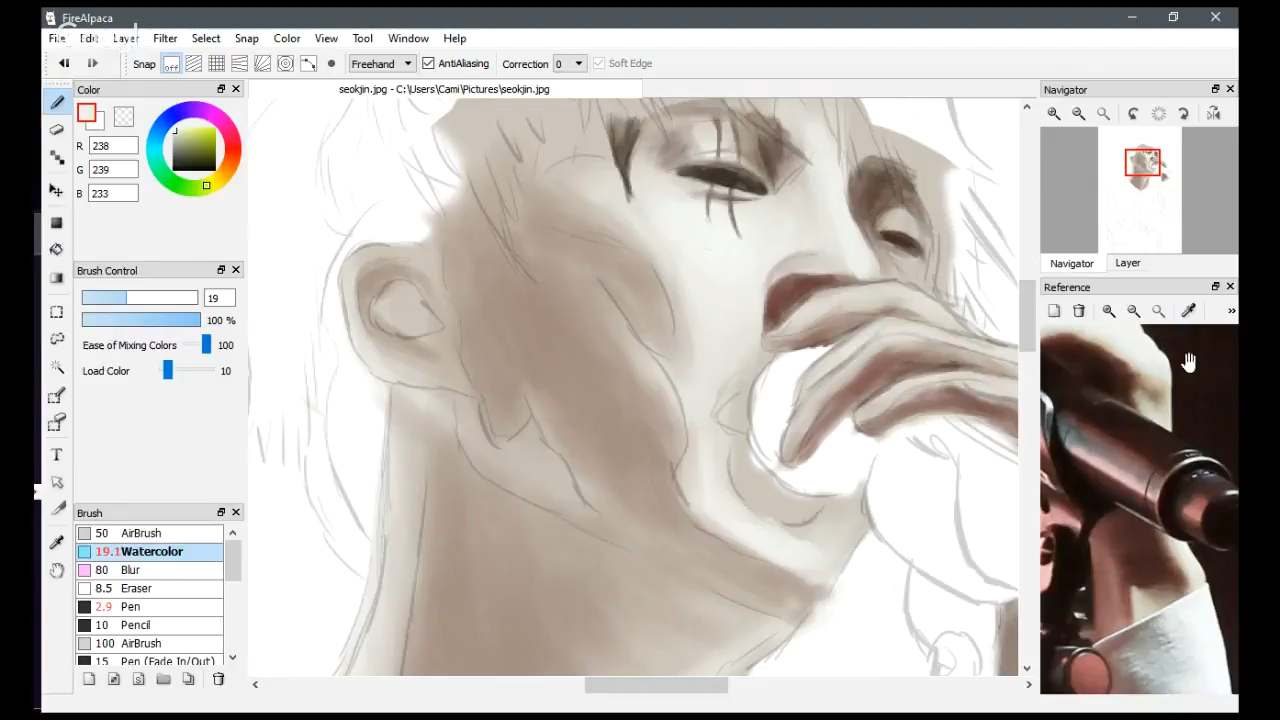 FireAlpaca
File Edit Layer Filter Select Snap Color View Tool Window Help
Snap off Freehand AntiAliasing Correction 0 Soft Edge
Color
seokjin.jpg - C:\Users\Cami\Pictures\seokjin.jpg
Navigator
R 238
G 239
B 233
Navigator Layer
Brush Control
Reference
19
100 %
»
Ease of Mixing Colors 100
Load Color 10
Brush
50 AirBrush
19.1 Watercolor
80 Blur
8.5 Eraser
2.9 Pen
10 Pencil
100 AirBrush
15 Pen (Fade In/Out)
T